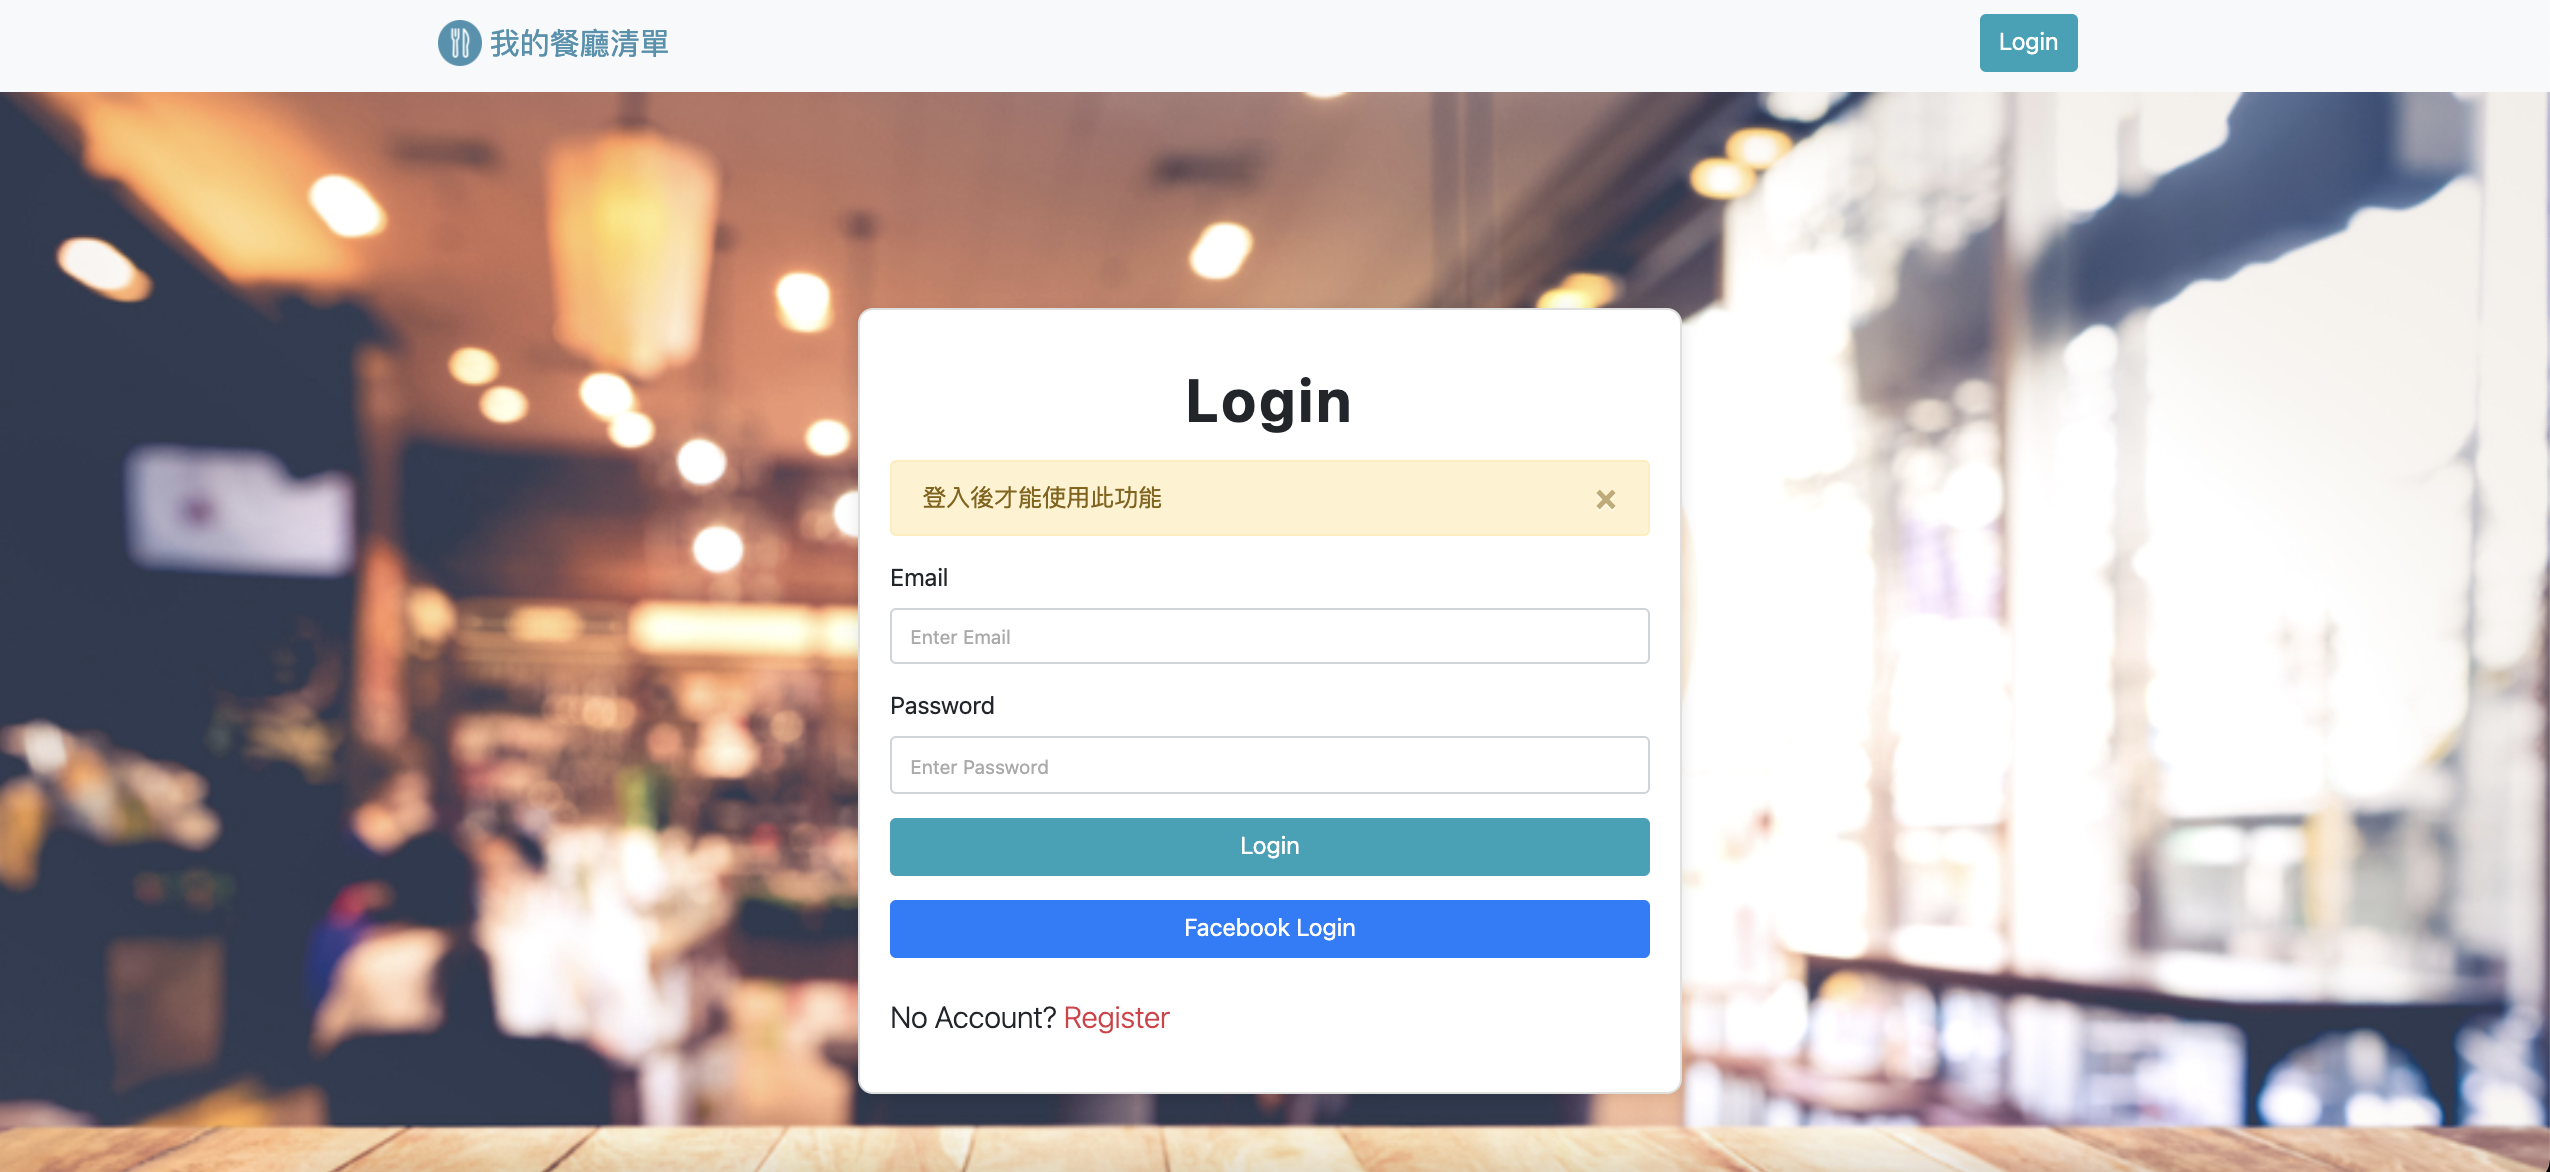 我的餐廳清單
Login
Login
登入後才能使用此功能 ×
Email
Enter Email
Password
Enter Password
Login
Facebook Login
No Account? Register